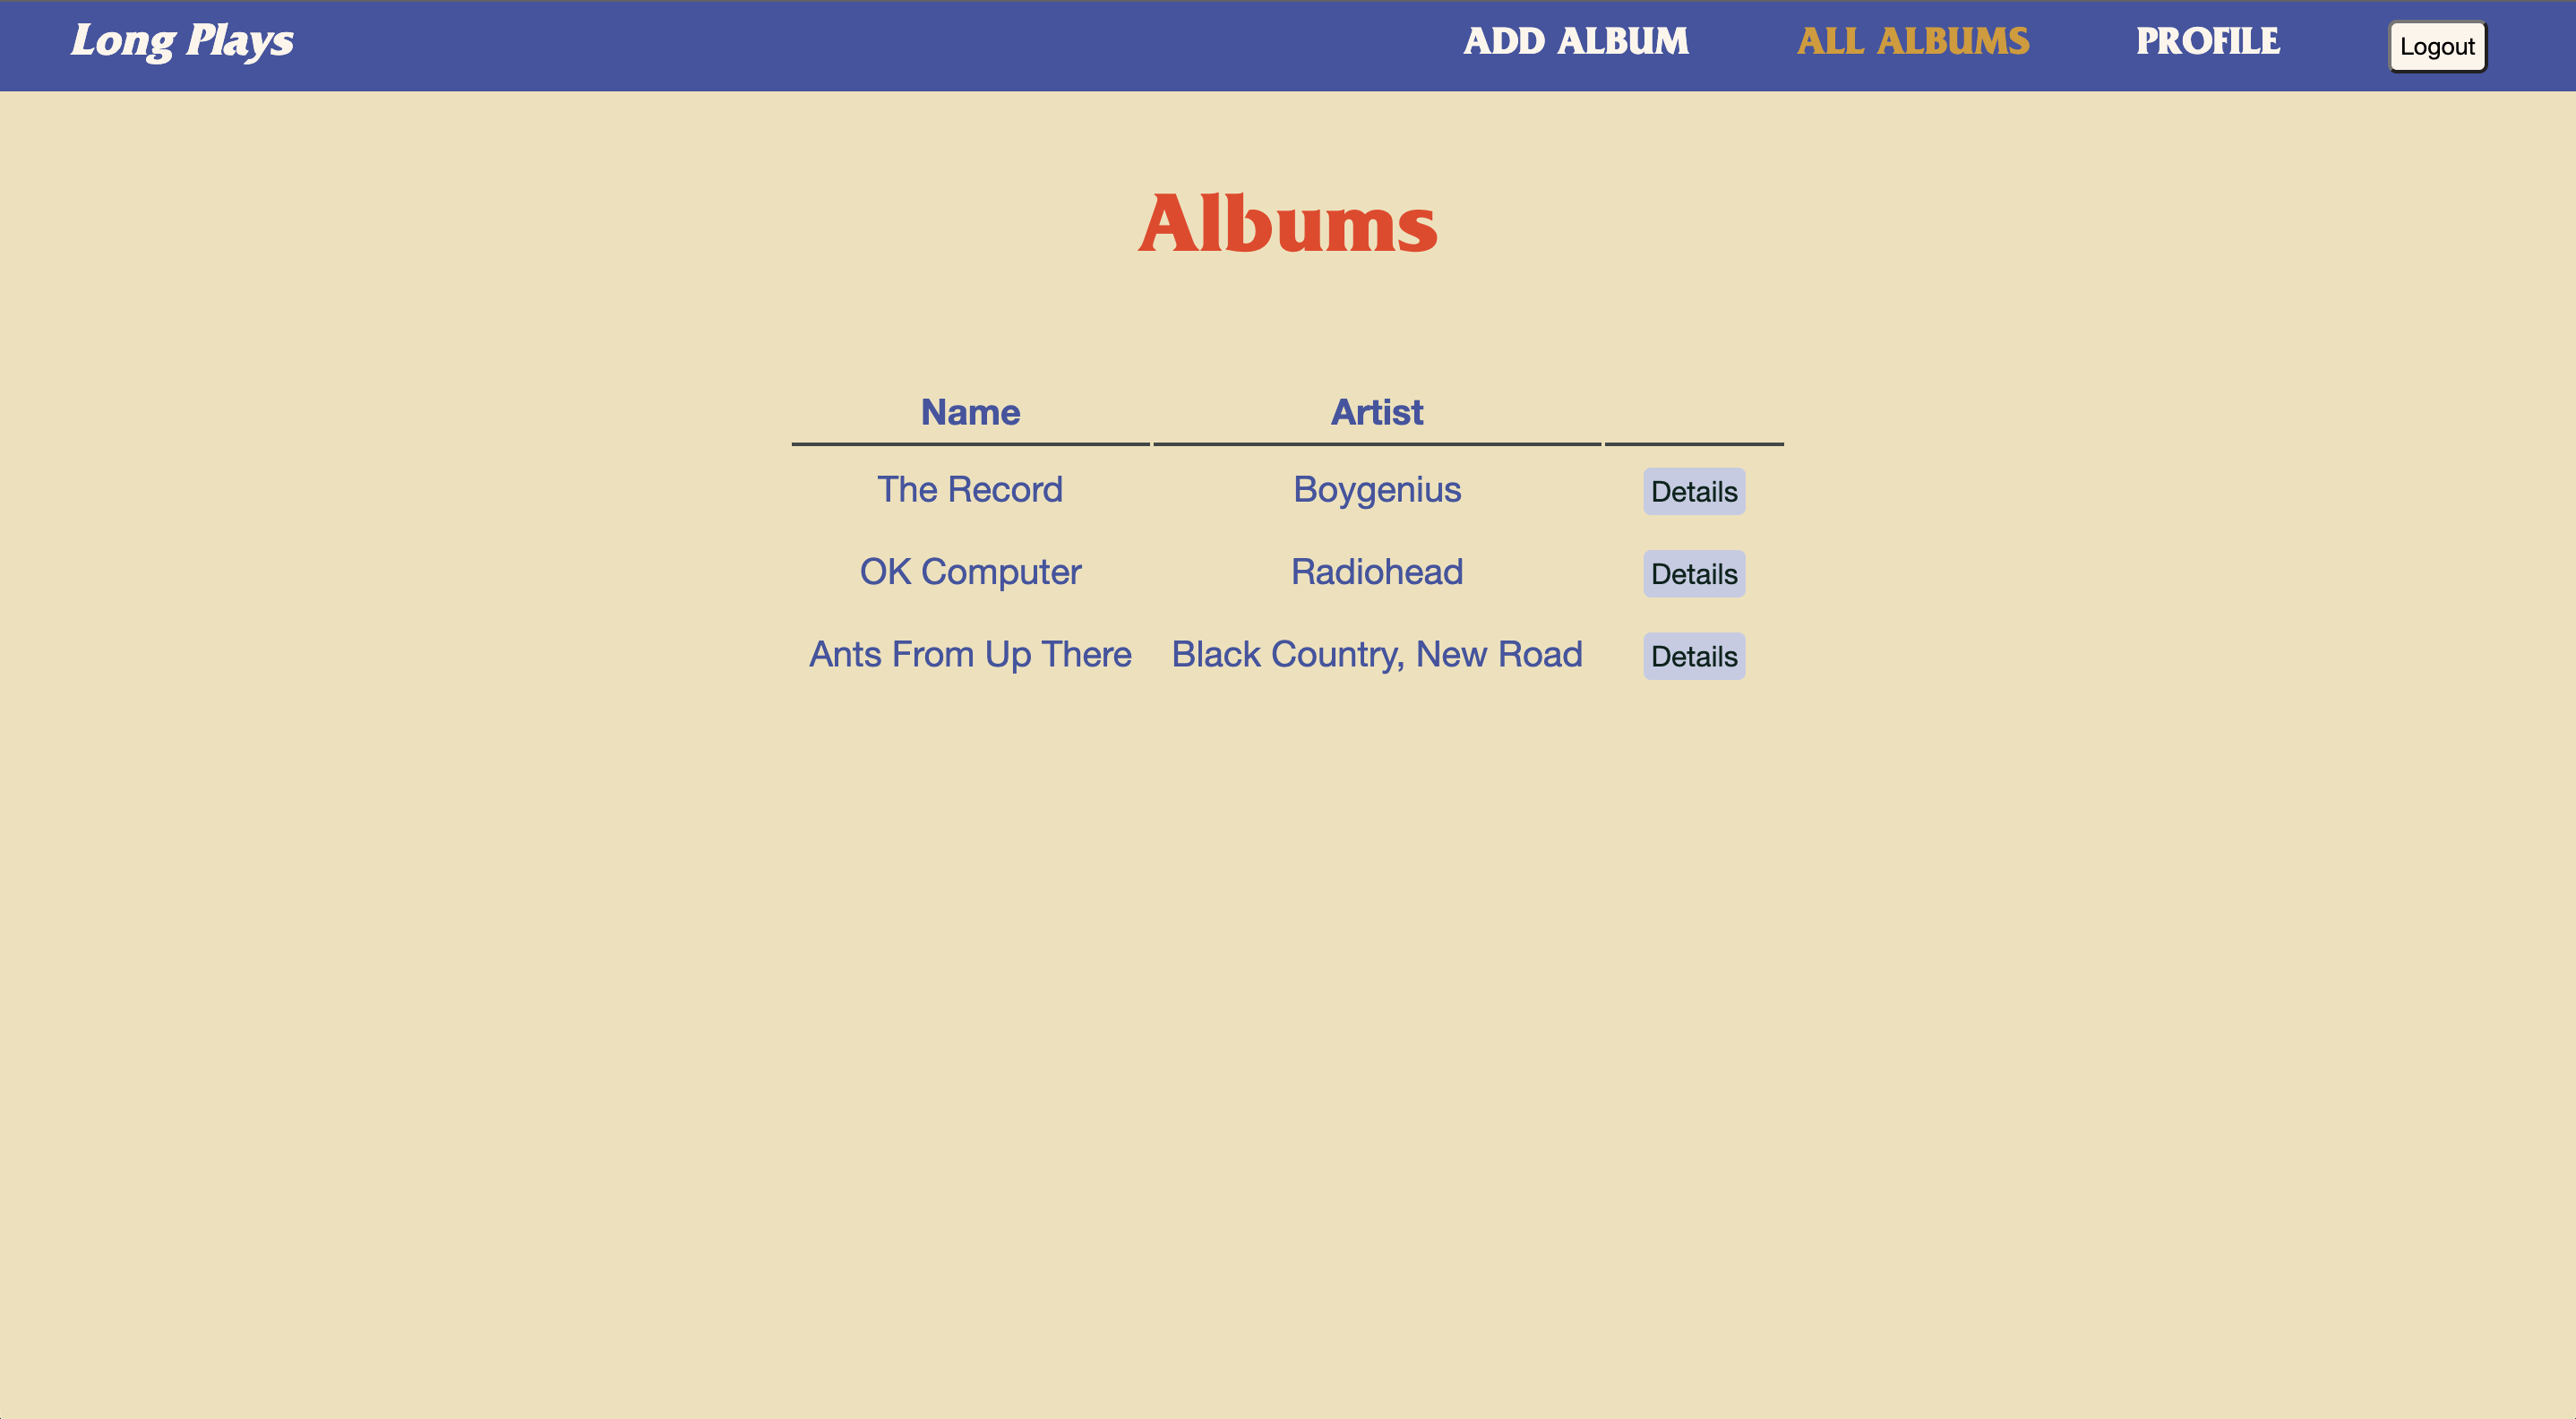 Long Plays ADD ALBUM ALL ALBUMS PROFILE Logout
Albums
Name Artist
The Record Boygenius Details
OK Computer Radiohead Details
Ants From Up There Black Country, New Road Details